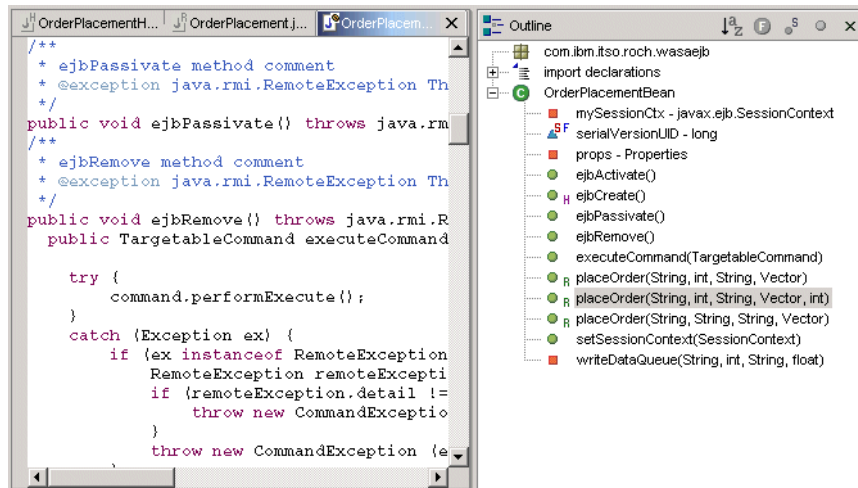 OrderPlacementH...
OrderPlacement.j...
OrderPlacem...
/**
 * ejbPassivate method comment
 * @exception java.rmi.RemoteException Th
 */
public void ejbPassivate() throws java.rm
/**
 * ejbRemove method comment
 * @exception java.rmi.RemoteException Th
 */
public void ejbRemove() throws java.rmi.R
  public TargetableCommand executeCommand
    try {
        command.performExecute();
    }
    catch (Exception ex) {
        if (ex instanceof RemoteException
            RemoteException remoteExcepti
            if (remoteException.detail !=
                throw new CommandExceptio
            }
            throw new CommandException (e
Outline
com.ibm.itso.roch.wasaejb
import declarations
OrderPlacementBean
mySessionCtx - javax.ejb.SessionContext
serialVersionUID - long
props - Properties
ejbActivate()
ejbCreate()
ejbPassivate()
ejbRemove()
executeCommand(TargetableCommand)
placeOrder(String, int, String, Vector)
placeOrder(String, int, String, Vector, int)
placeOrder(String, String, String, Vector)
setSessionContext(SessionContext)
writeDataQueue(String, int, String, float)